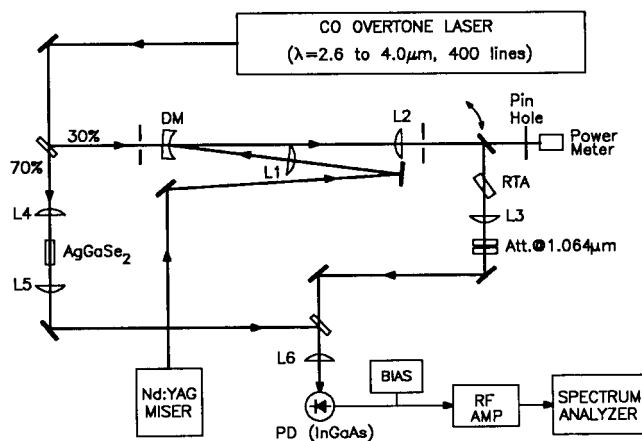 CO OVERTONE LASER
(λ=2.6 to 4.0μm, 400 lines)
DM
L2
Pin
Hole
Power
Meter
30%
70%
L1
RTA
L4
L3
AgGaSe₂
Att.@1.064μm
L5
L6
Nd:YAG
MISER
BIAS
PD (InGaAs)
RF
AMP
SPECTRUM
ANALYZER